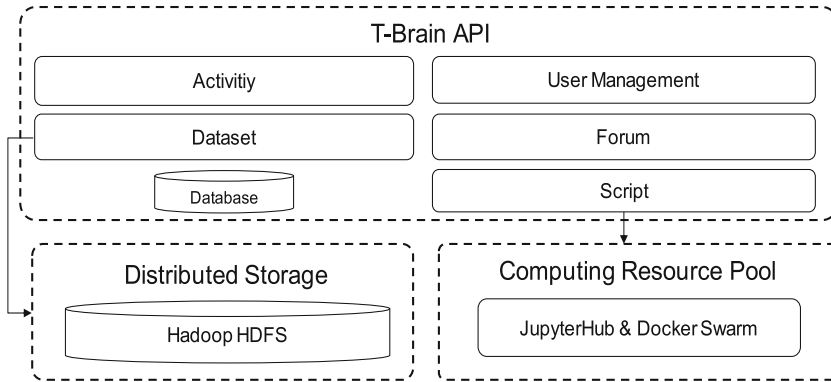 T-Brain API
Activitiy
User Management
Dataset
Forum
Database
Script
Distributed Storage
Hadoop HDFS
Computing Resource Pool
JupyterHub & Docker Swarm